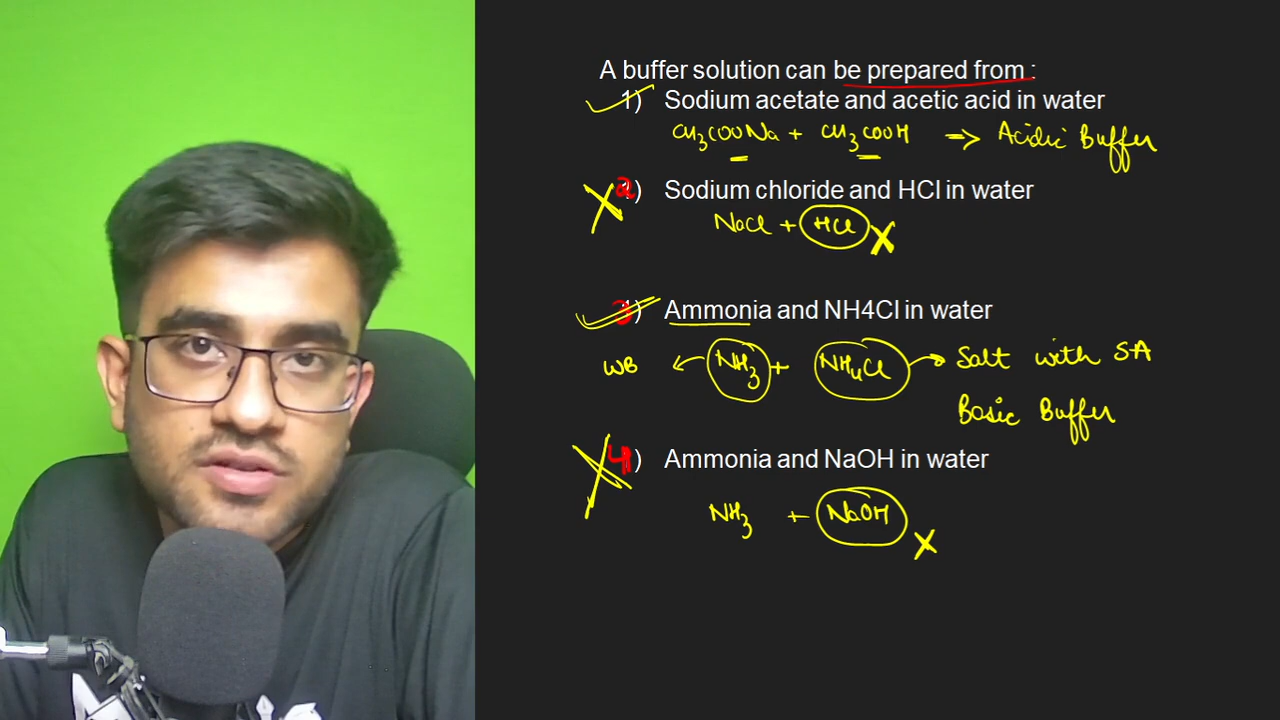 A buffer solution can be prepared from :
1) Sodium acetate and acetic acid in water
CH3COONa + CH3COOH => Acidic Buffer
2) Sodium chloride and HCl in water
NaCl + HCl X
3) Ammonia and NH4Cl in water
WB ← NH3 + NH4Cl → Salt with SA
Basic Buffer
4) Ammonia and NaOH in water
NH3 + NaOH X